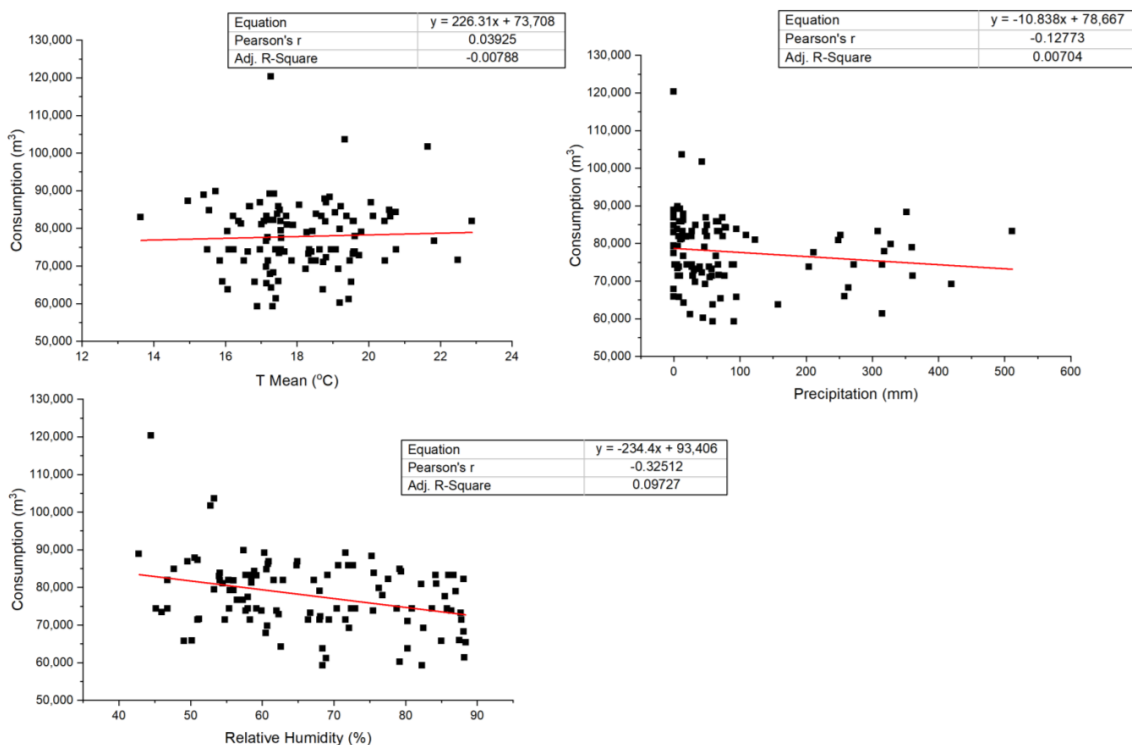 Equation y = 226.31x + 73,708
Pearson's r 0.03925
Adj. R-Square -0.00788
130,000
120,000
110,000
100,000
90,000
80,000
70,000
60,000
50,000
Consumption (m³)
12 14 16 18 20 22 24
T Mean (°C)
Equation y = -10.838x + 78,667
Pearson's r -0.12773
Adj. R-Square 0.00704
130,000
120,000
110,000
100,000
90,000
80,000
70,000
60,000
50,000
Consumption (m³)
0 100 200 300 400 500 600
Precipitation (mm)
Equation y = -234.4x + 93,406
Pearson's r -0.32512
Adj. R-Square 0.09727
130,000
120,000
110,000
100,000
90,000
80,000
70,000
60,000
50,000
Consumption (m³)
40 50 60 70 80 90
Relative Humidity (%)